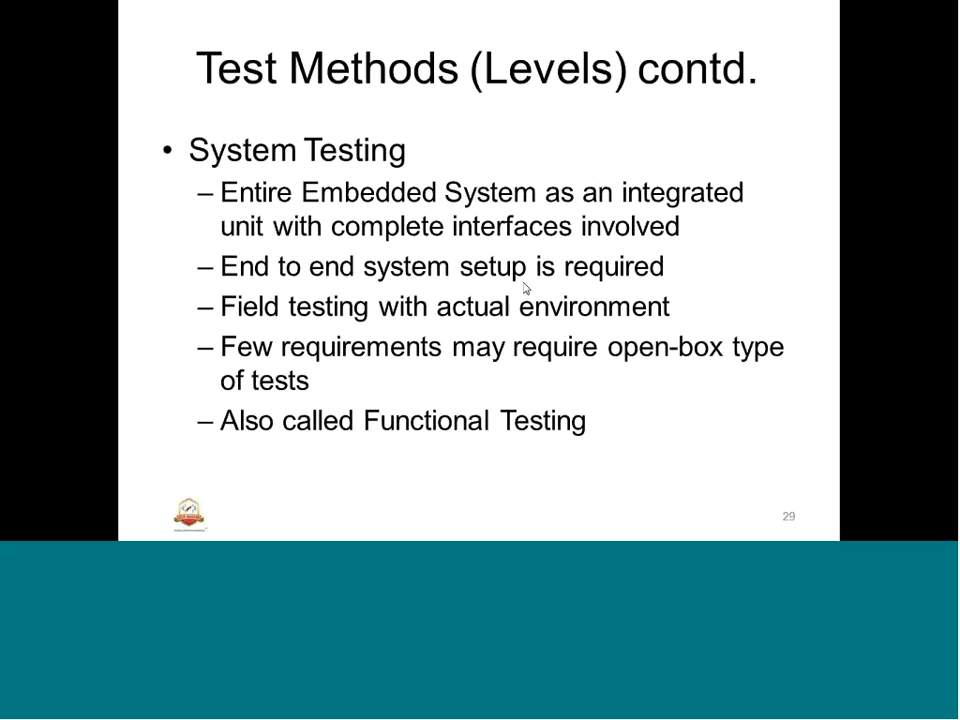 Test Methods (Levels) contd.
• System Testing
– Entire Embedded System as an integrated
unit with complete interfaces involved
– End to end system setup is required
– Field testing with actual environment
– Few requirements may require open-box type
of tests
– Also called Functional Testing
29